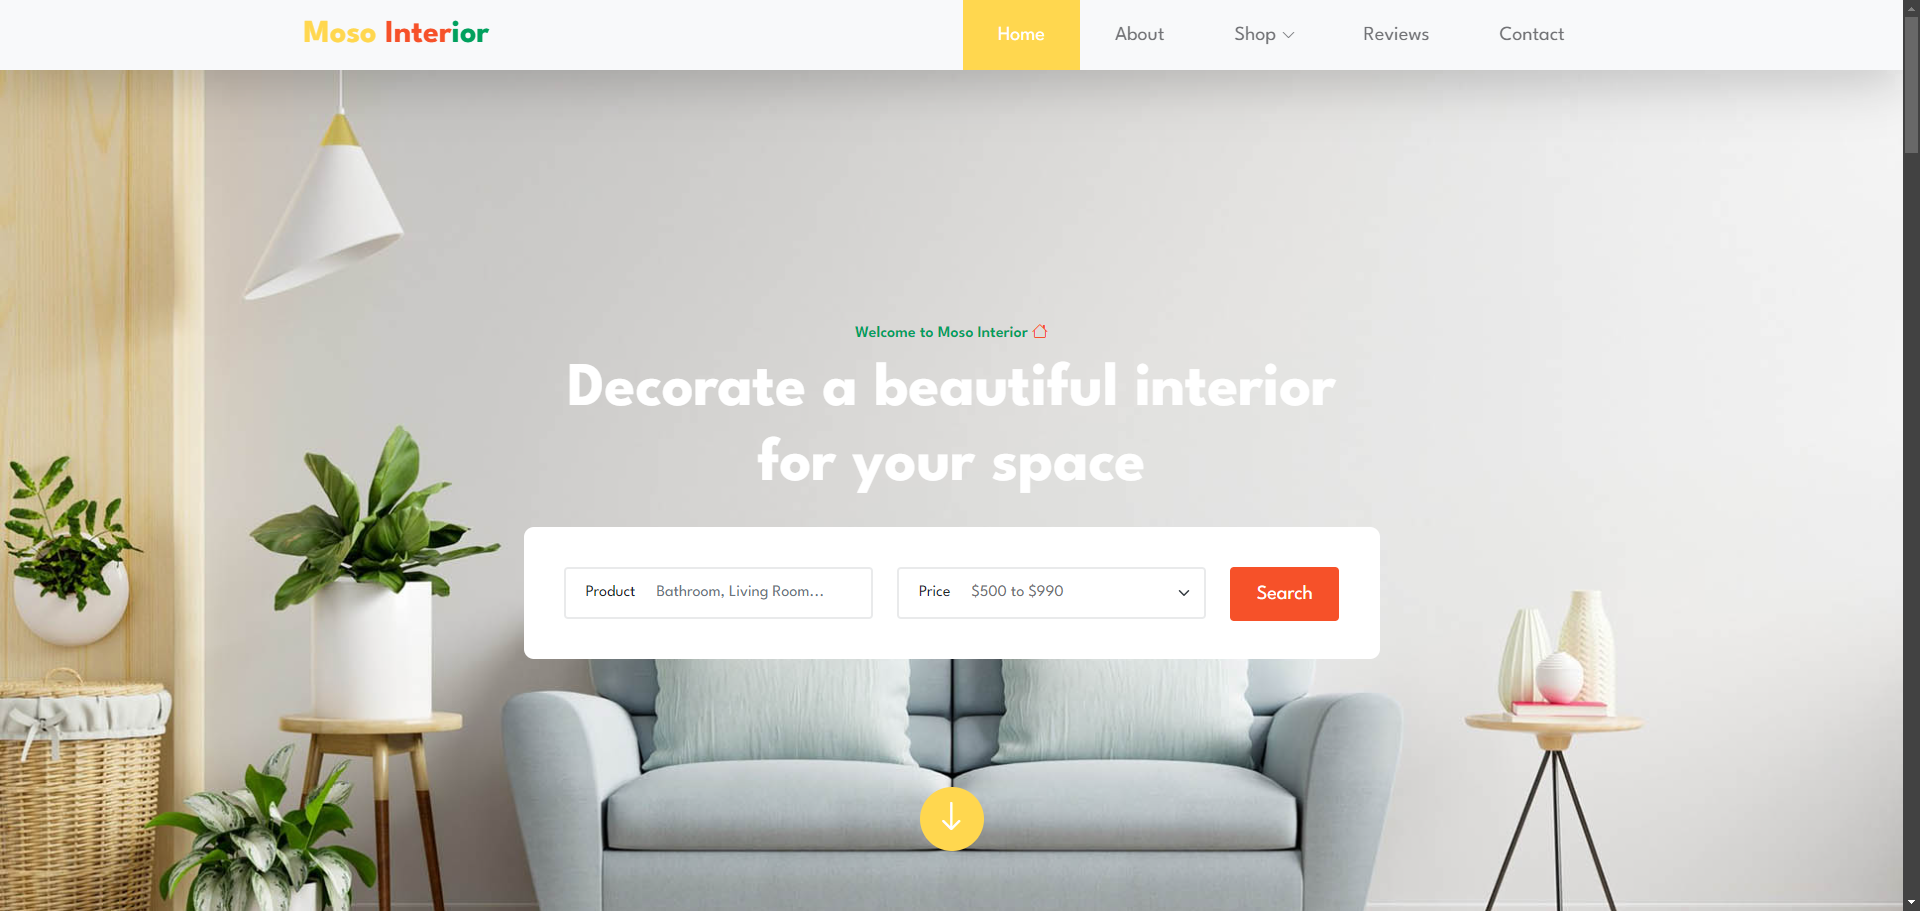 Moso Interior
Home
About
Shop
Reviews
Contact
Welcome to Moso Interior
Decorate a beautiful interior
for your space
Product Bathroom, Living Room...
Price $500 to $990
Search